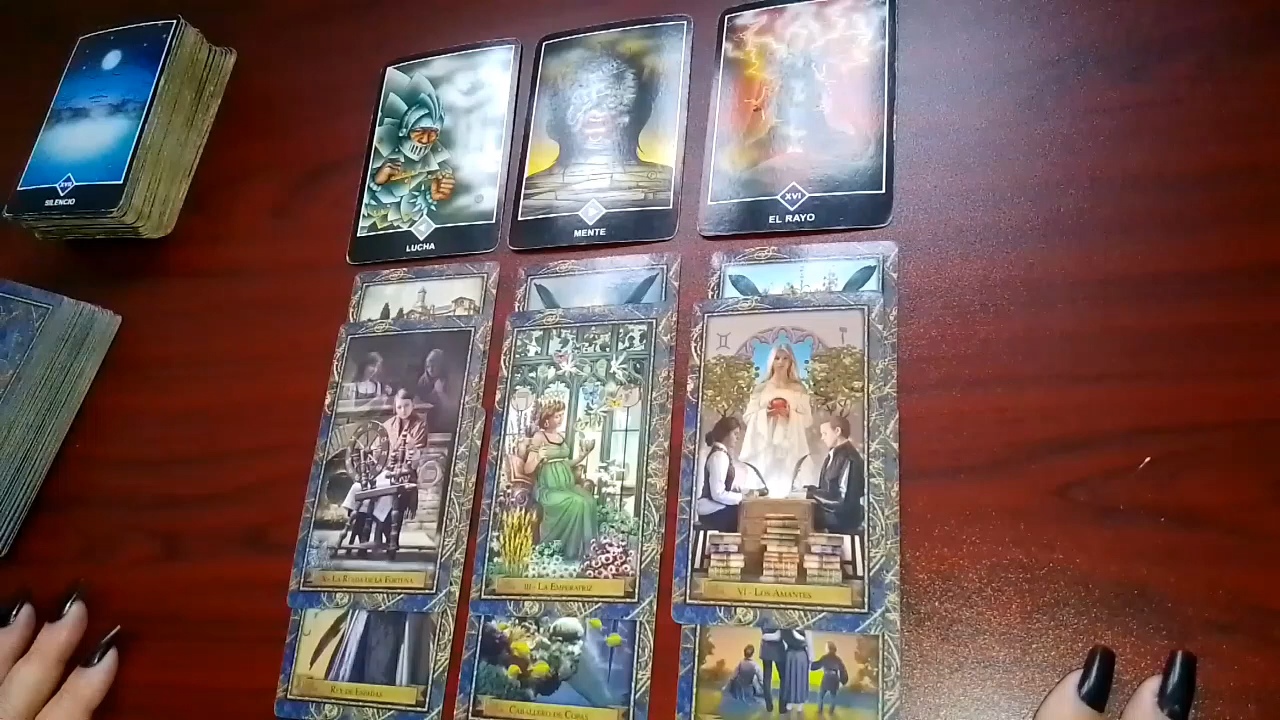 XVII
SILENCIO
LUCHA
MENTE
XVI
EL RAYO
X - LA RUEDA DE LA FORTUNA
III - LA EMPERATRIZ
VI - LOS AMANTES
REY DE ESPADAS
CABALLERO DE COPAS